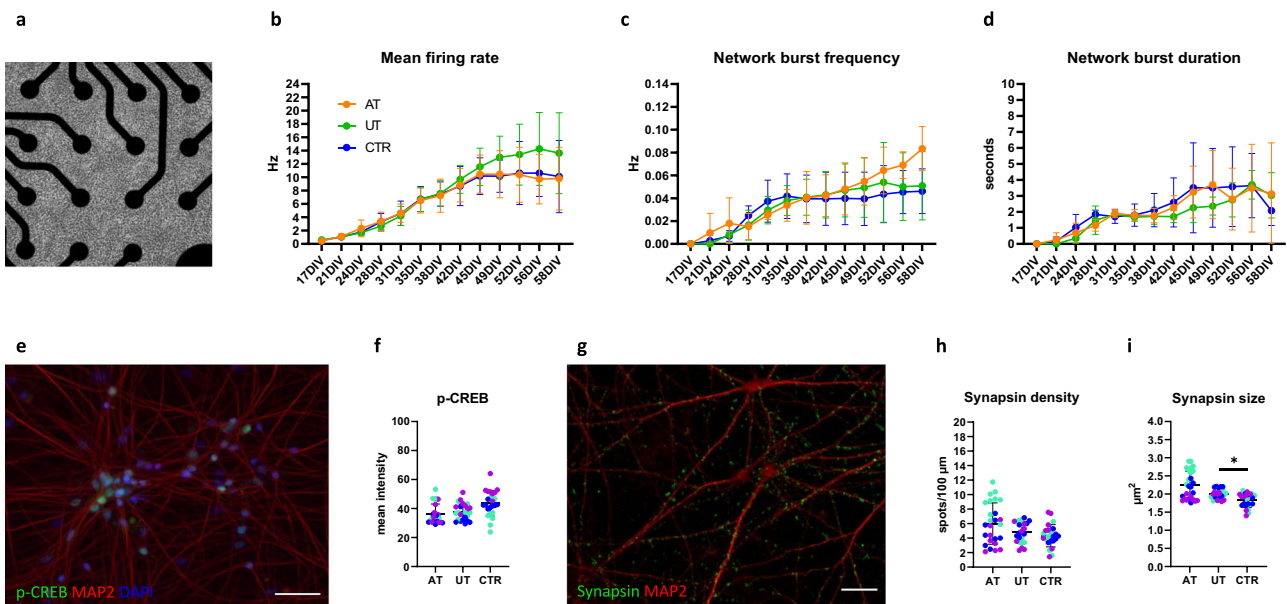 a
b
c
d
Mean firing rate
Network burst frequency
Network burst duration
24
22
20
18
16
14
12
10
8
6
4
2
0
Hz
AT
UT
CTR
17DIV
21DIV
24DIV
28DIV
31DIV
35DIV
38DIV
42DIV
45DIV
49DIV
52DIV
56DIV
58DIV
0.14
0.12
0.10
0.08
0.06
0.04
0.02
0.00
Hz
17DIV
21DIV
24DIV
28DIV
31DIV
35DIV
38DIV
42DIV
45DIV
49DIV
52DIV
56DIV
58DIV
10
9
8
7
6
5
4
3
2
1
0
seconds
17DIV
21DIV
24DIV
28DIV
31DIV
35DIV
38DIV
42DIV
45DIV
49DIV
52DIV
56DIV
58DIV
e
f
g
h
i
p-CREB MAP2 DAPI
p-CREB
100
80
60
40
20
0
mean intensity
AT
UT
CTR
Synapsin MAP2
Synapsin density
20
18
16
14
12
10
8
6
4
2
0
spots/100 µm
AT
UT
CTR
Synapsin size
4.0
3.5
3.0
2.5
2.0
1.5
1.0
0.5
0.0
µm²
*
AT
UT
CTR